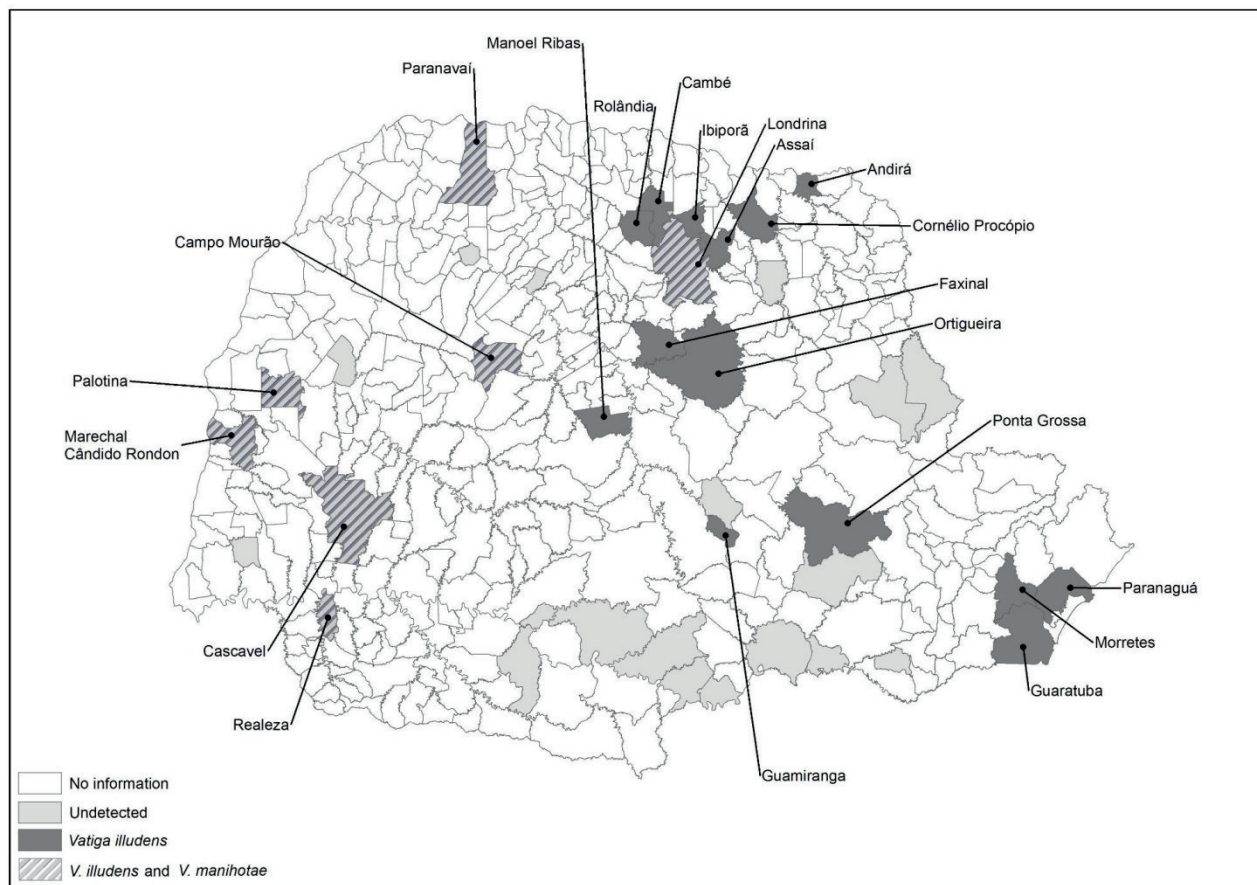 Manoel Ribas
Paranavaí
Cambé
Rolândia
Londrina
Ibiporã
Assaí
Andirá
Cornélio Procópio
Campo Mourão
Faxinal
Ortigueira
Palotina
Ponta Grossa
Marechal
Cândido Rondon
Paranaguá
Morretes
Cascavel
Guaratuba
Realeza
Guamiranga
No information
Undetected
Vatiga illudens
V. illudens and V. manihotae